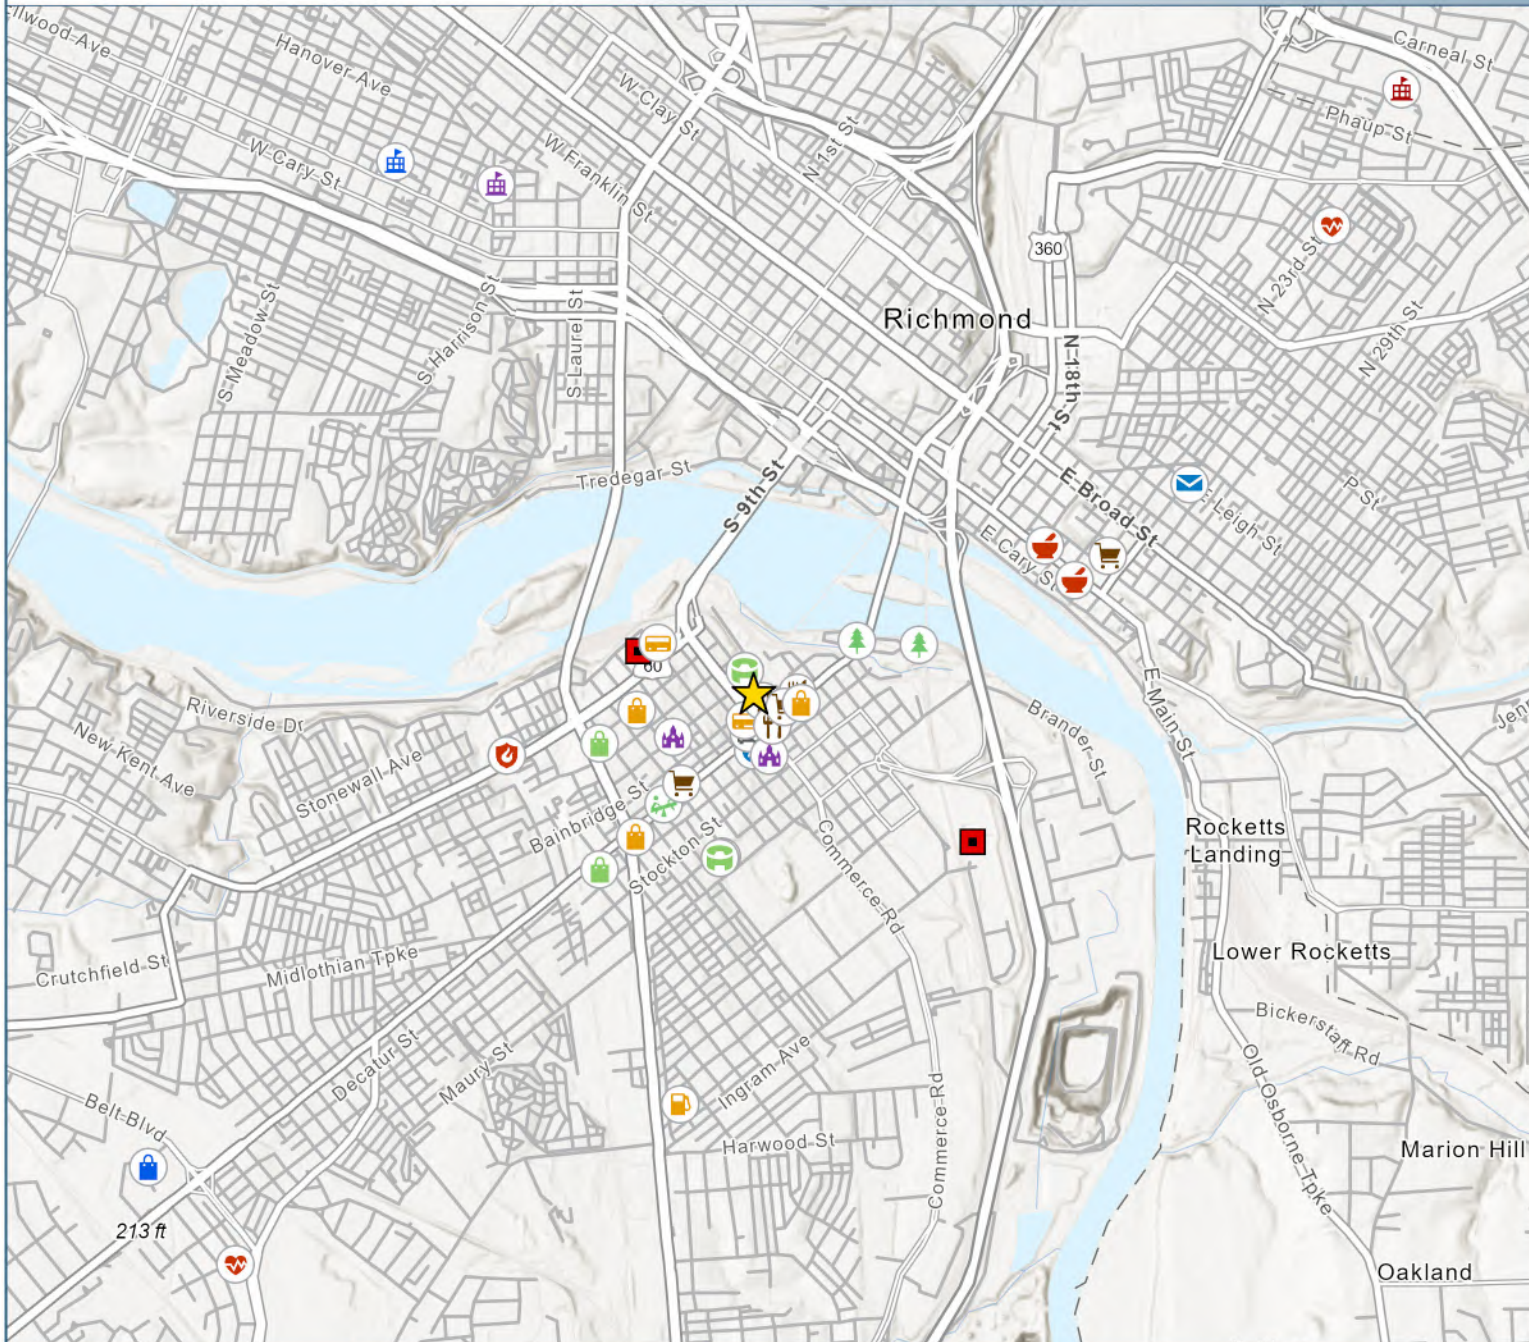 Hanover Ave
W Cary St
W Clay St
W Franklin St
N 1st St
Carneal St
Phaup St
360
N 23rd St
N 29th St
Richmond
N 18th St
S Meadow St
S Harrison St
S Laurel St
Tredegar St
S 9th St
E Broad St
E Leigh St
P St
E Cary S
60
Riverside Dr
New Kent Ave
Stonewall Ave
Bainbridge St
Stockton St
Commerce Rd
Brander St
E Main St
Rocketts
Landing
Lower Rocketts
Crutchfield St
Midlothian Tpke
Decatur St
Maury St
Ingram Ave
Harwood St
Commerce Rd
Bickerstaff Rd
Old Osborne Tpke
Belt Blvd
213 ft
Marion Hill
Oakland